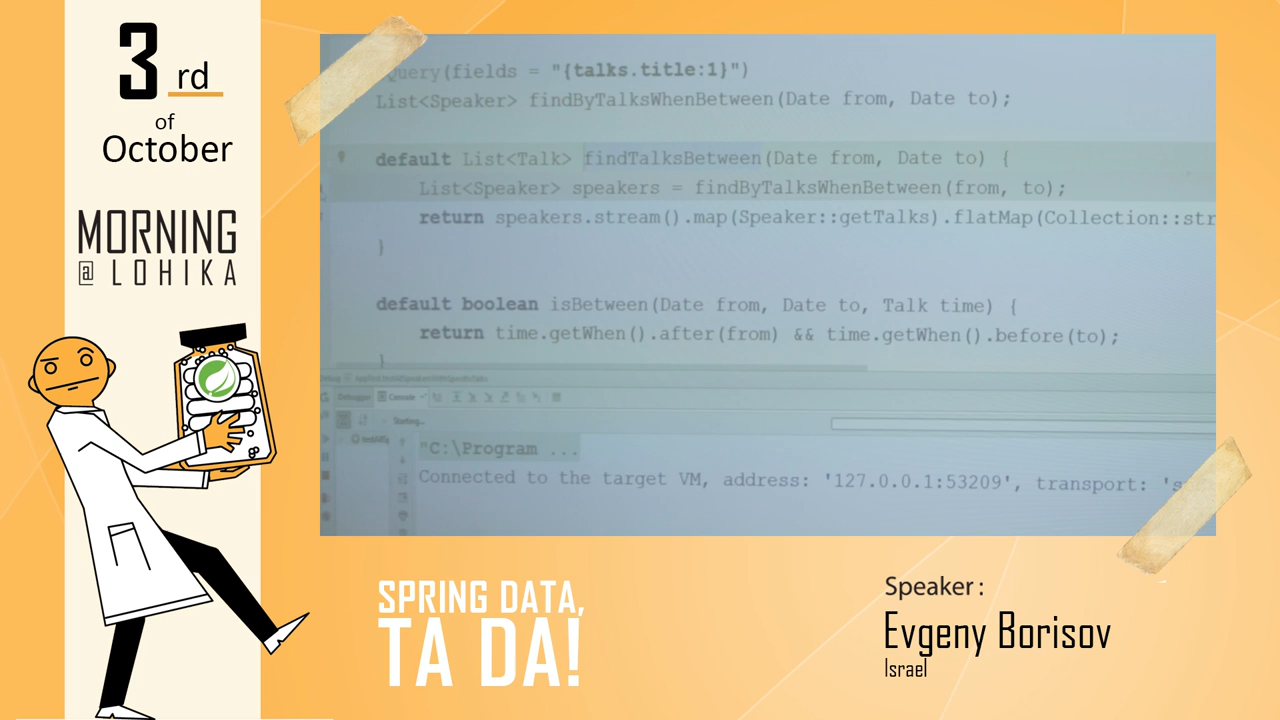 3 rd
of
October
MORNING
@ LOHIKA
Query(fields = "{talks.title:1}")
List<Speaker> findByTalksWhenBetween(Date from, Date to);
default List<Talk> findTalksBetween(Date from, Date to) {
List<Speaker> speakers = findByTalksWhenBetween(from, to);
return speakers.stream().map(Speaker::getTalks).flatMap(Collection::str
}
default boolean isBetween(Date from, Date to, Talk time) {
return time.getWhen().after(from) && time.getWhen().before(to);
}
Debugger Console
Starting...
"C:\Program ...
Connected to the target VM, address: '127.0.0.1:53209', transport: 's
SPRING DATA,
TA DA!
Speaker :
Evgeny Borisov
Israel